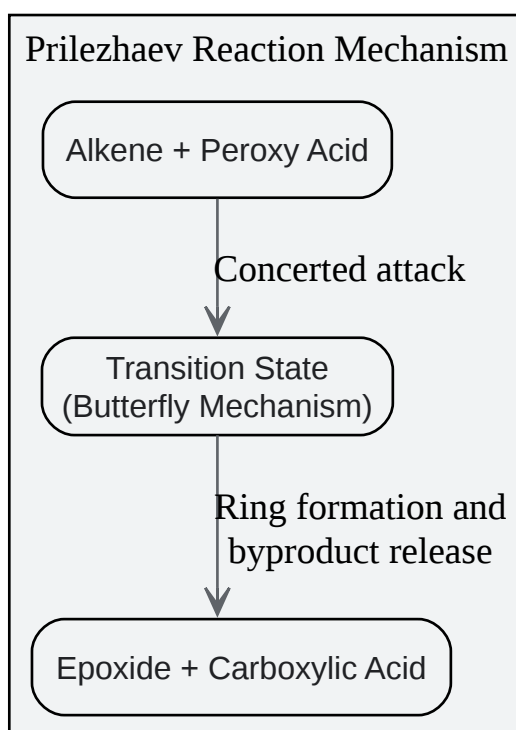 Prilezhaev Reaction Mechanism
Alkene + Peroxy Acid
Concerted attack
Transition State
(Butterfly Mechanism)
Ring formation and
byproduct release
Epoxide + Carboxylic Acid